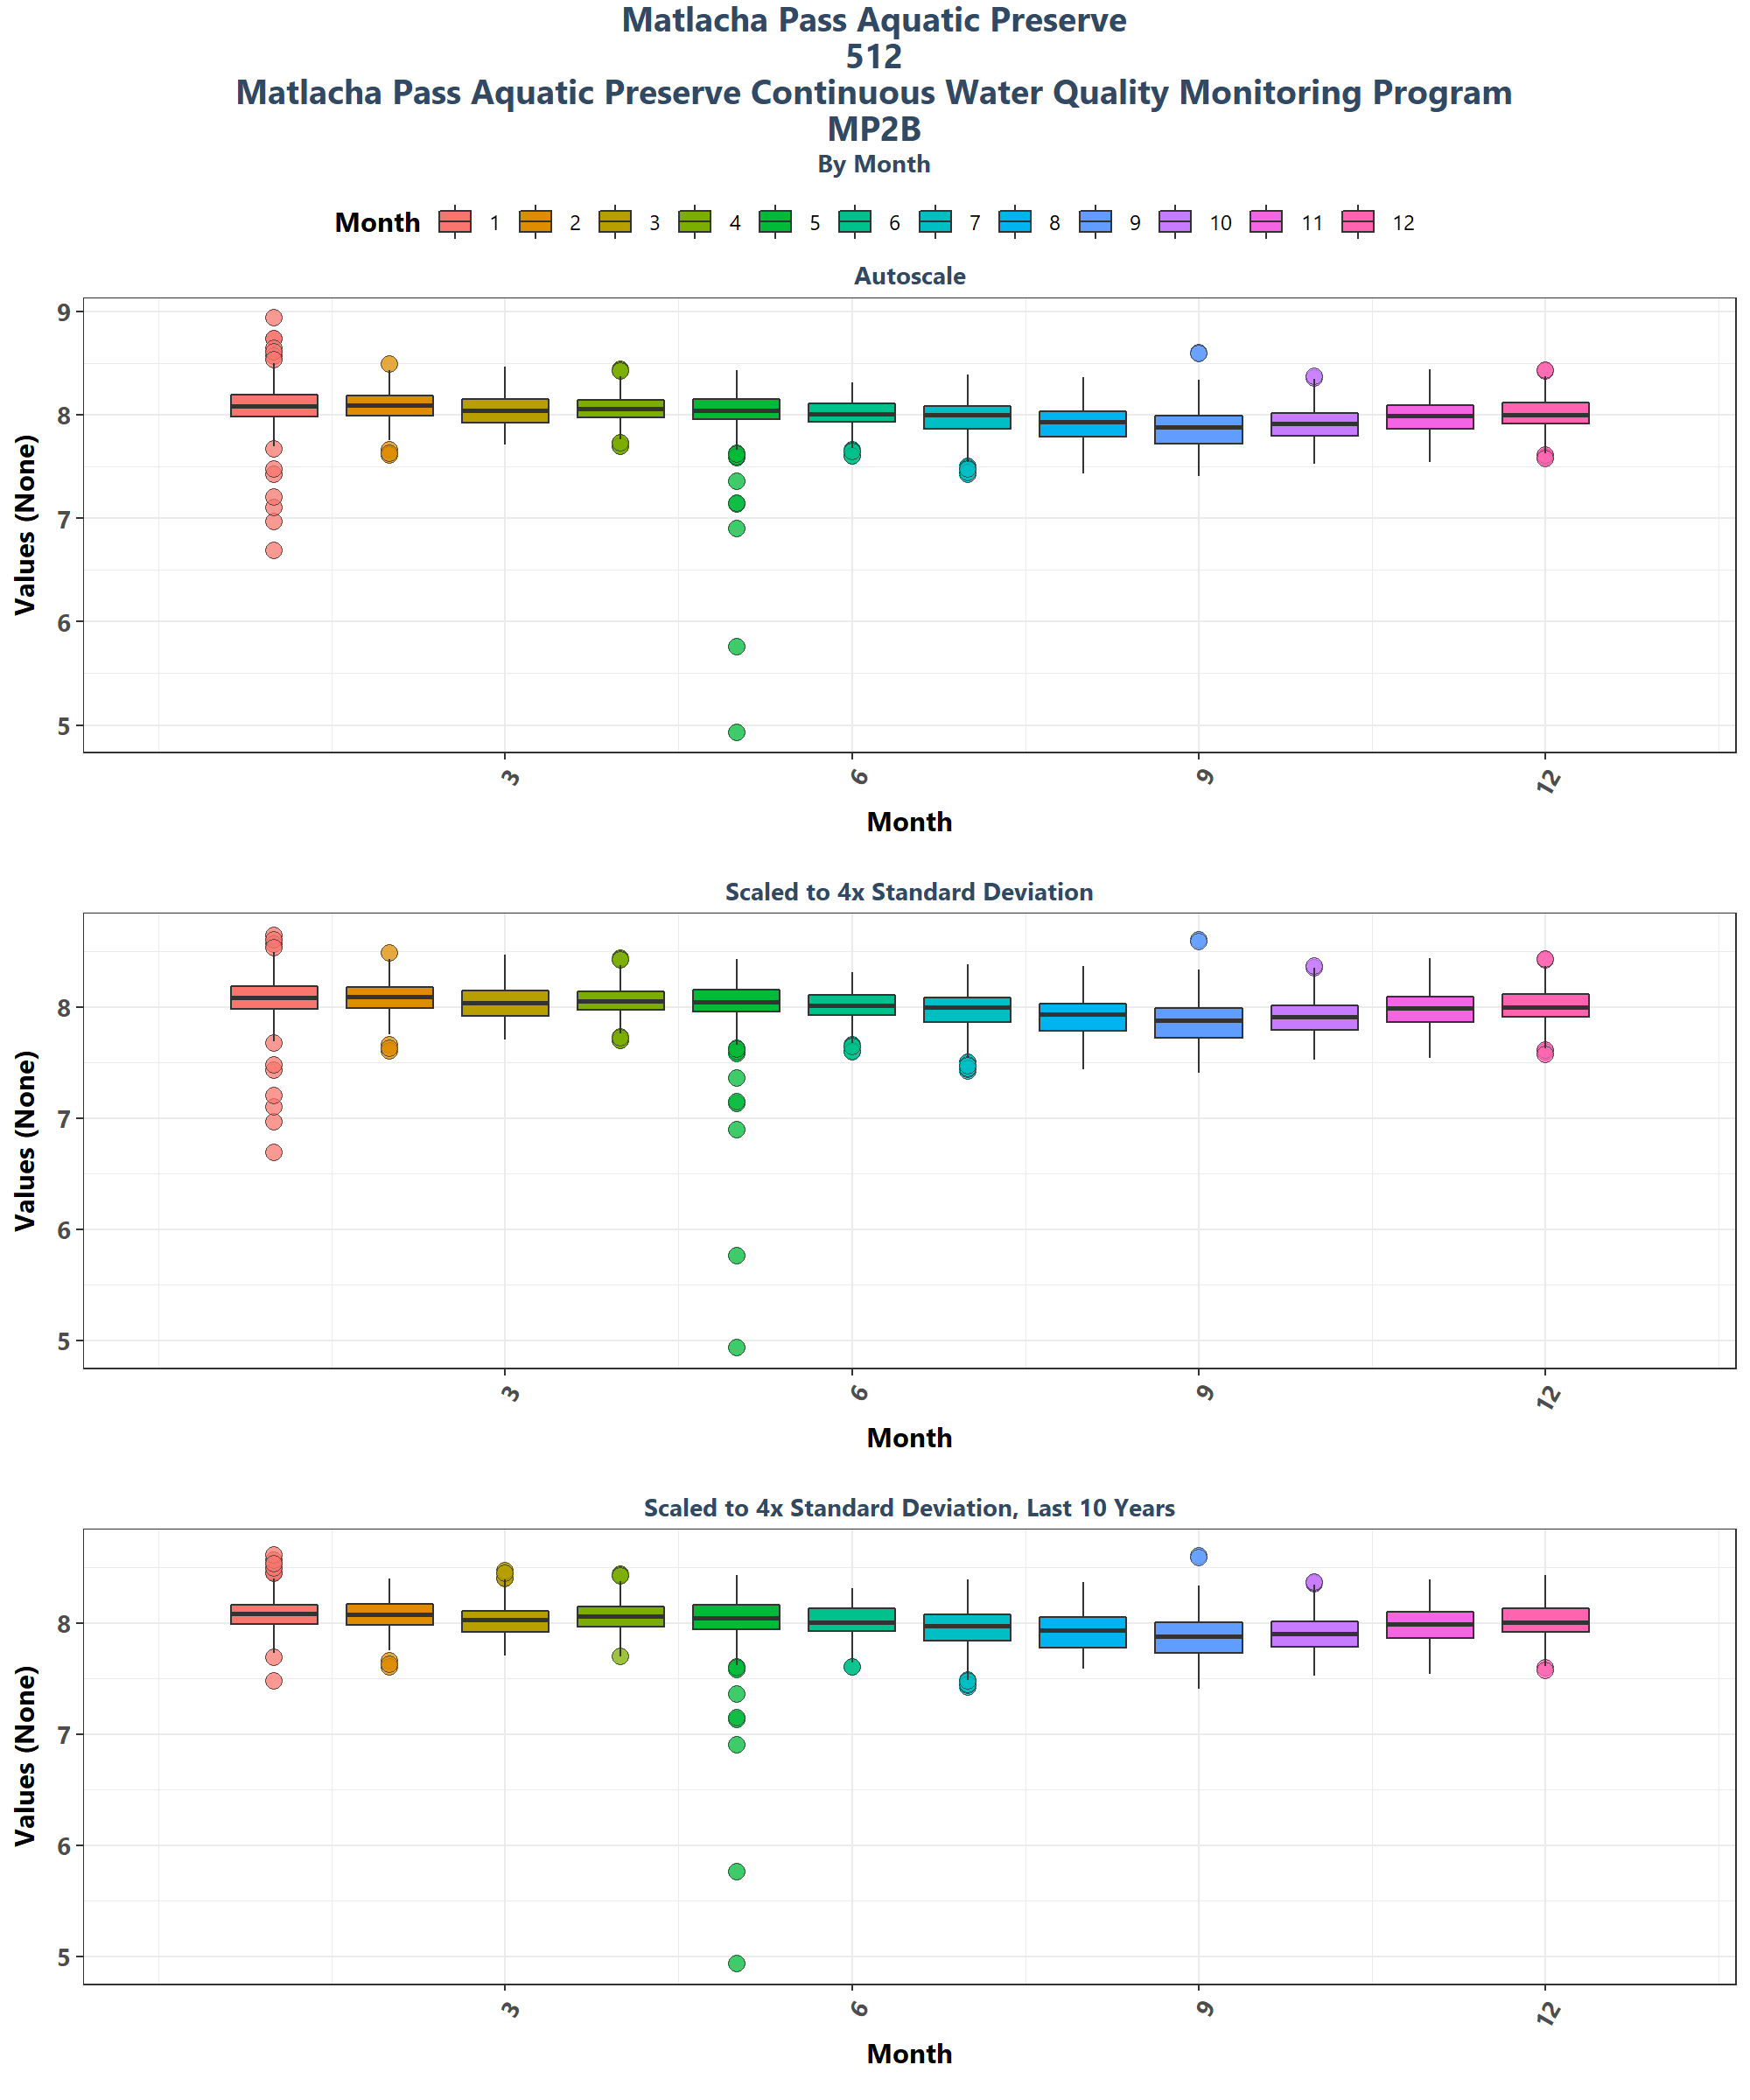 Matlacha Pass Aquatic Preserve
512
Matlacha Pass Aquatic Preserve Continuous Water Quality Monitoring Program
MP2B
By Month
Month 1 2 3 4 5 6 7 8 9 10 11 12
Autoscale
Values (None)
9
8
7
6
5
3 6 9 12
Month
Scaled to 4x Standard Deviation
Values (None)
8
7
6
5
3 6 9 12
Month
Scaled to 4x Standard Deviation, Last 10 Years
Values (None)
8
7
6
5
3 6 9 12
Month